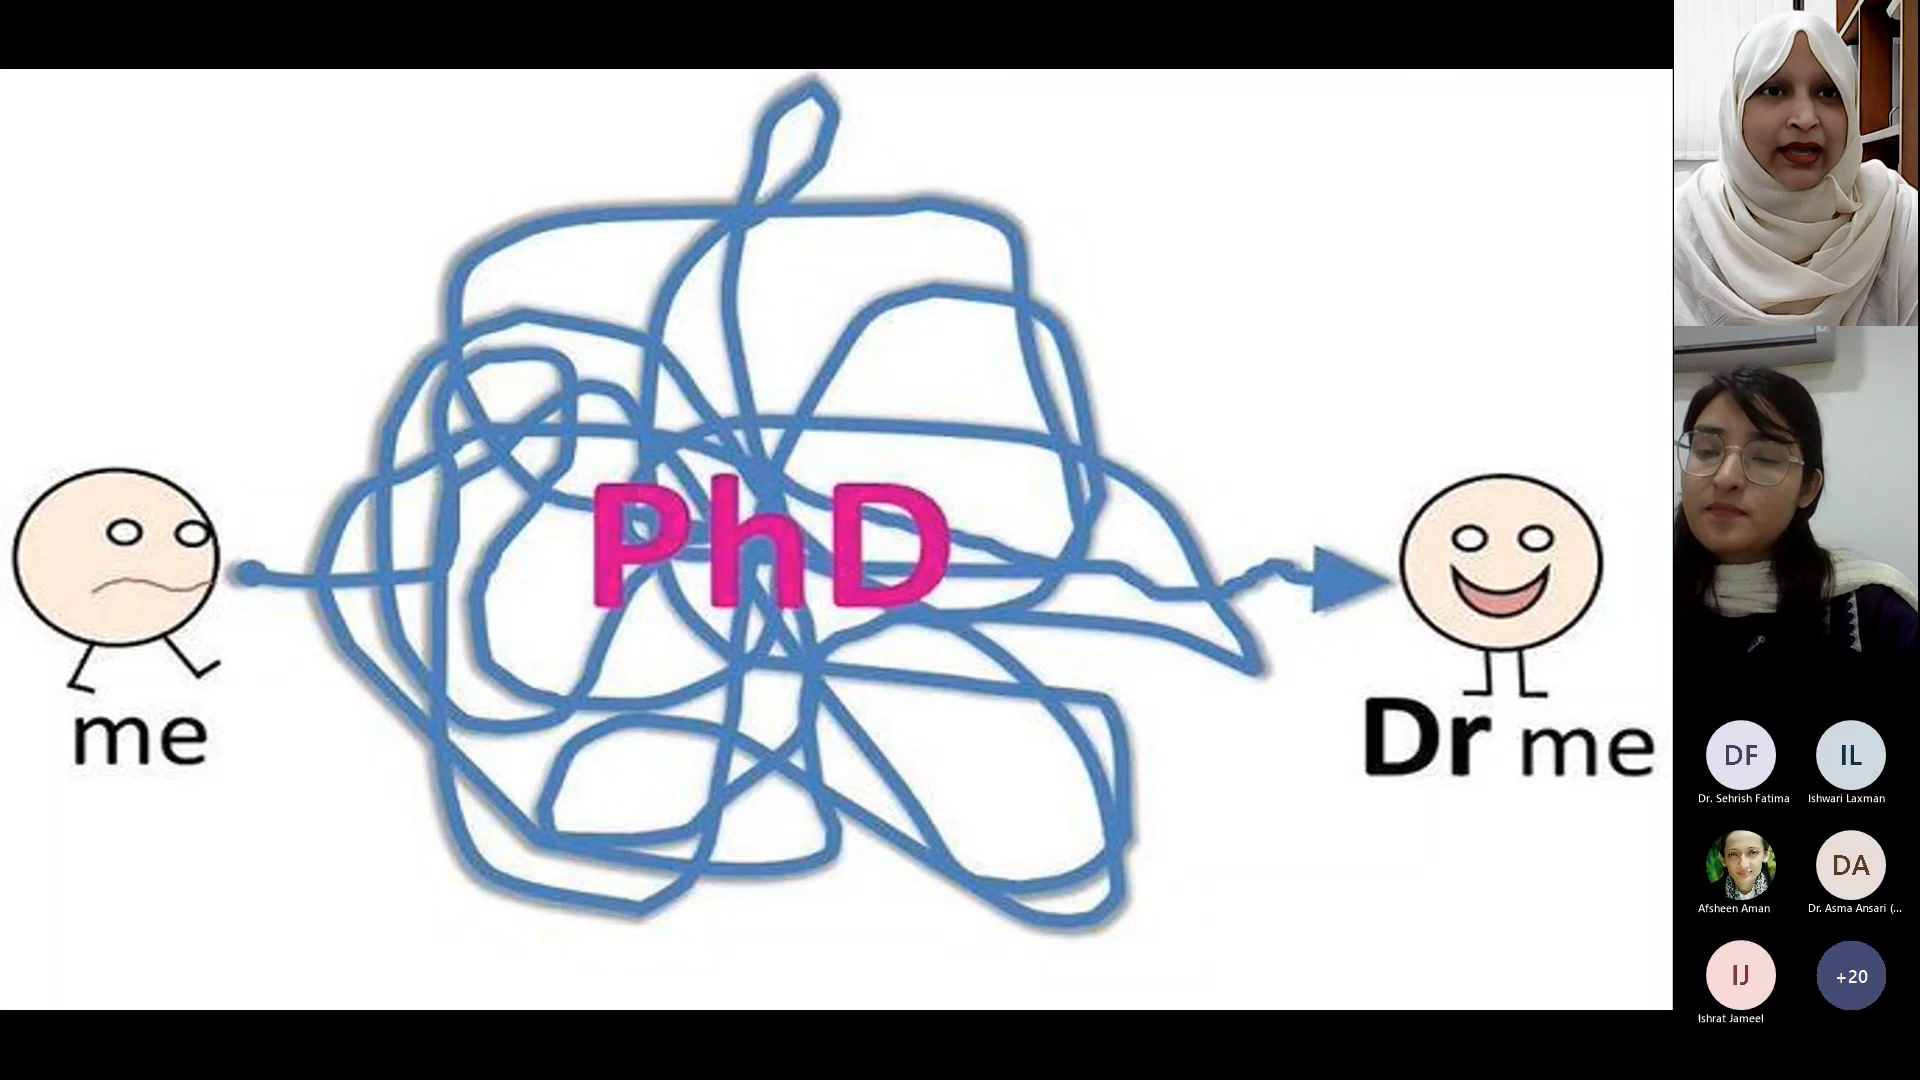 PhD
me
Dr me
DF
IL
Dr. Sehrish Fatima
Ishwari Laxman
DA
Afsheen Aman
Dr. Asma Ansari (...
IJ
+20
Ishrat Jameel